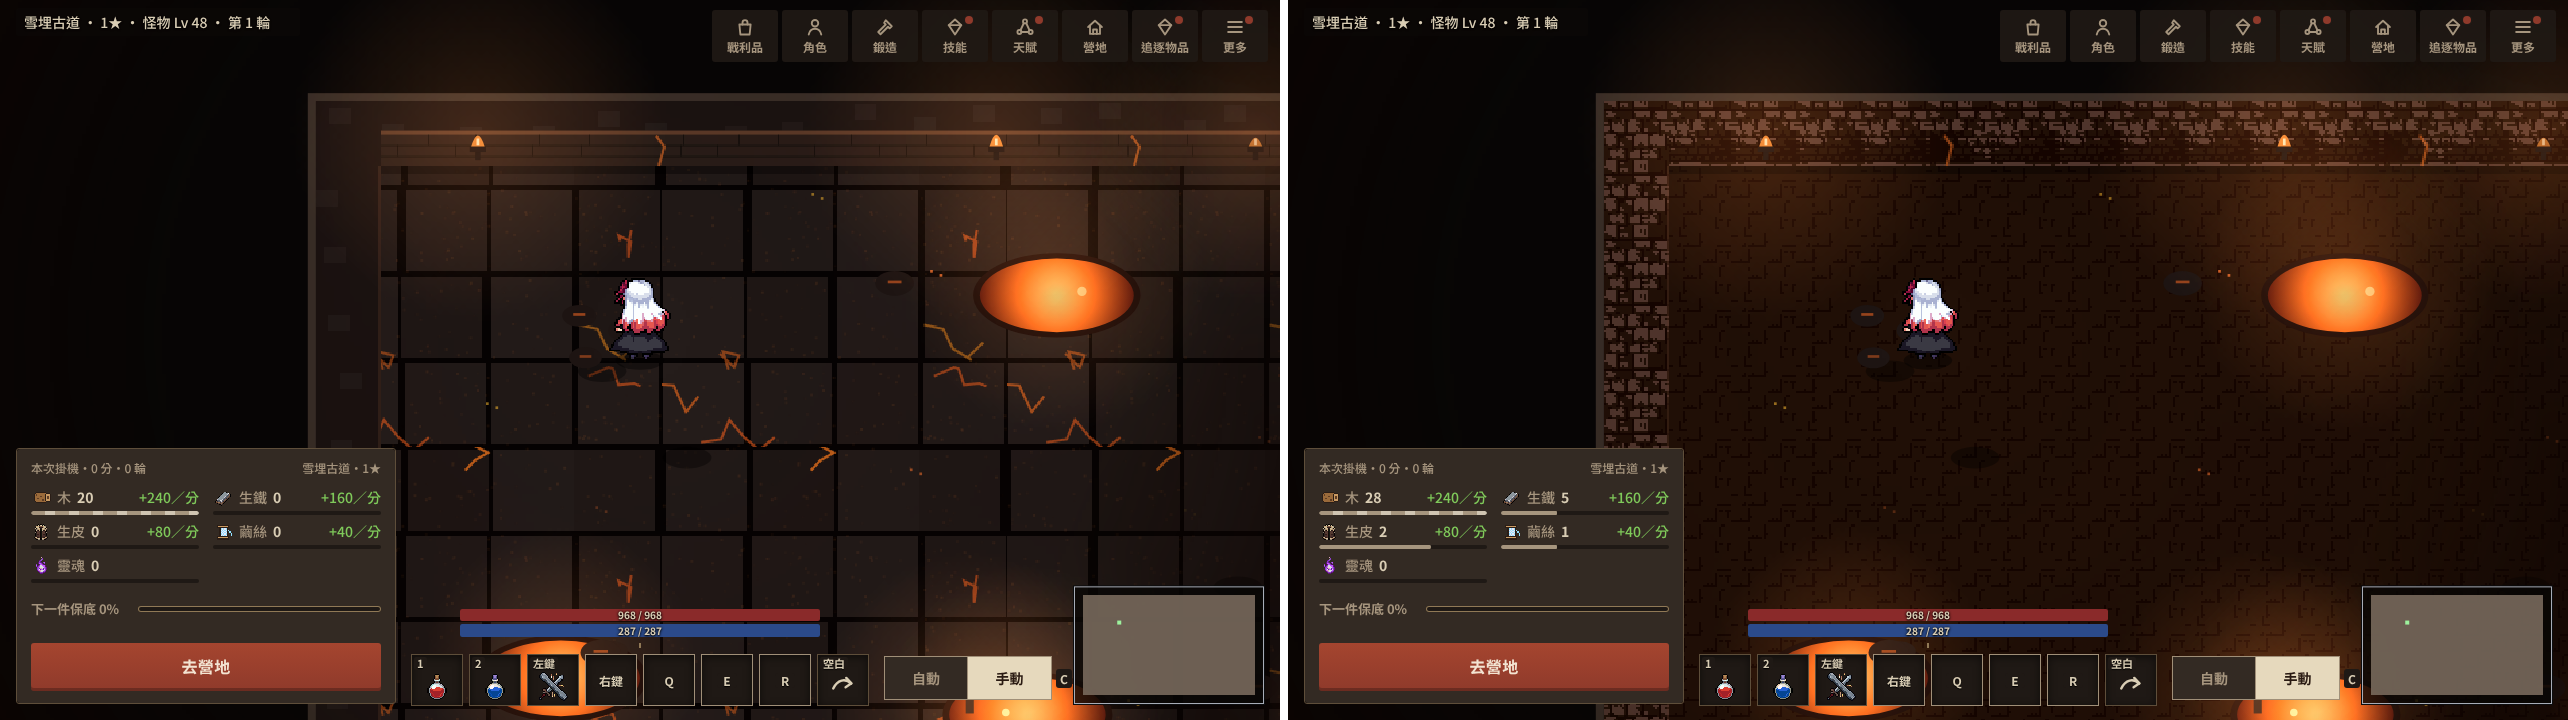 雪埋古道 · 1★ · 怪物 Lv 48 · 第 1 輪
戰利品
角色
鍛造
技能
天賦
營地
追逐物品
更多
本次掛機·0 分·0 輪
雪埋古道·1★
木 20 +240／分
生鐵 0 +160／分
生皮 0 +80／分
繭絲 0 +40／分
靈魂 0
下一件保底 0%
去營地
968 / 968
287 / 287
1
2
左鍵
右鍵
Q
E
R
空白
自動
手動
C
雪埋古道 · 1★ · 怪物 Lv 48 · 第 1 輪
戰利品
角色
鍛造
技能
天賦
營地
追逐物品
更多
本次掛機·0 分·0 輪
雪埋古道·1★
木 28 +240／分
生鐵 5 +160／分
生皮 2 +80／分
繭絲 1 +40／分
靈魂 0
下一件保底 0%
去營地
968 / 968
287 / 287
1
2
左鍵
右鍵
Q
E
R
空白
自動
手動
C